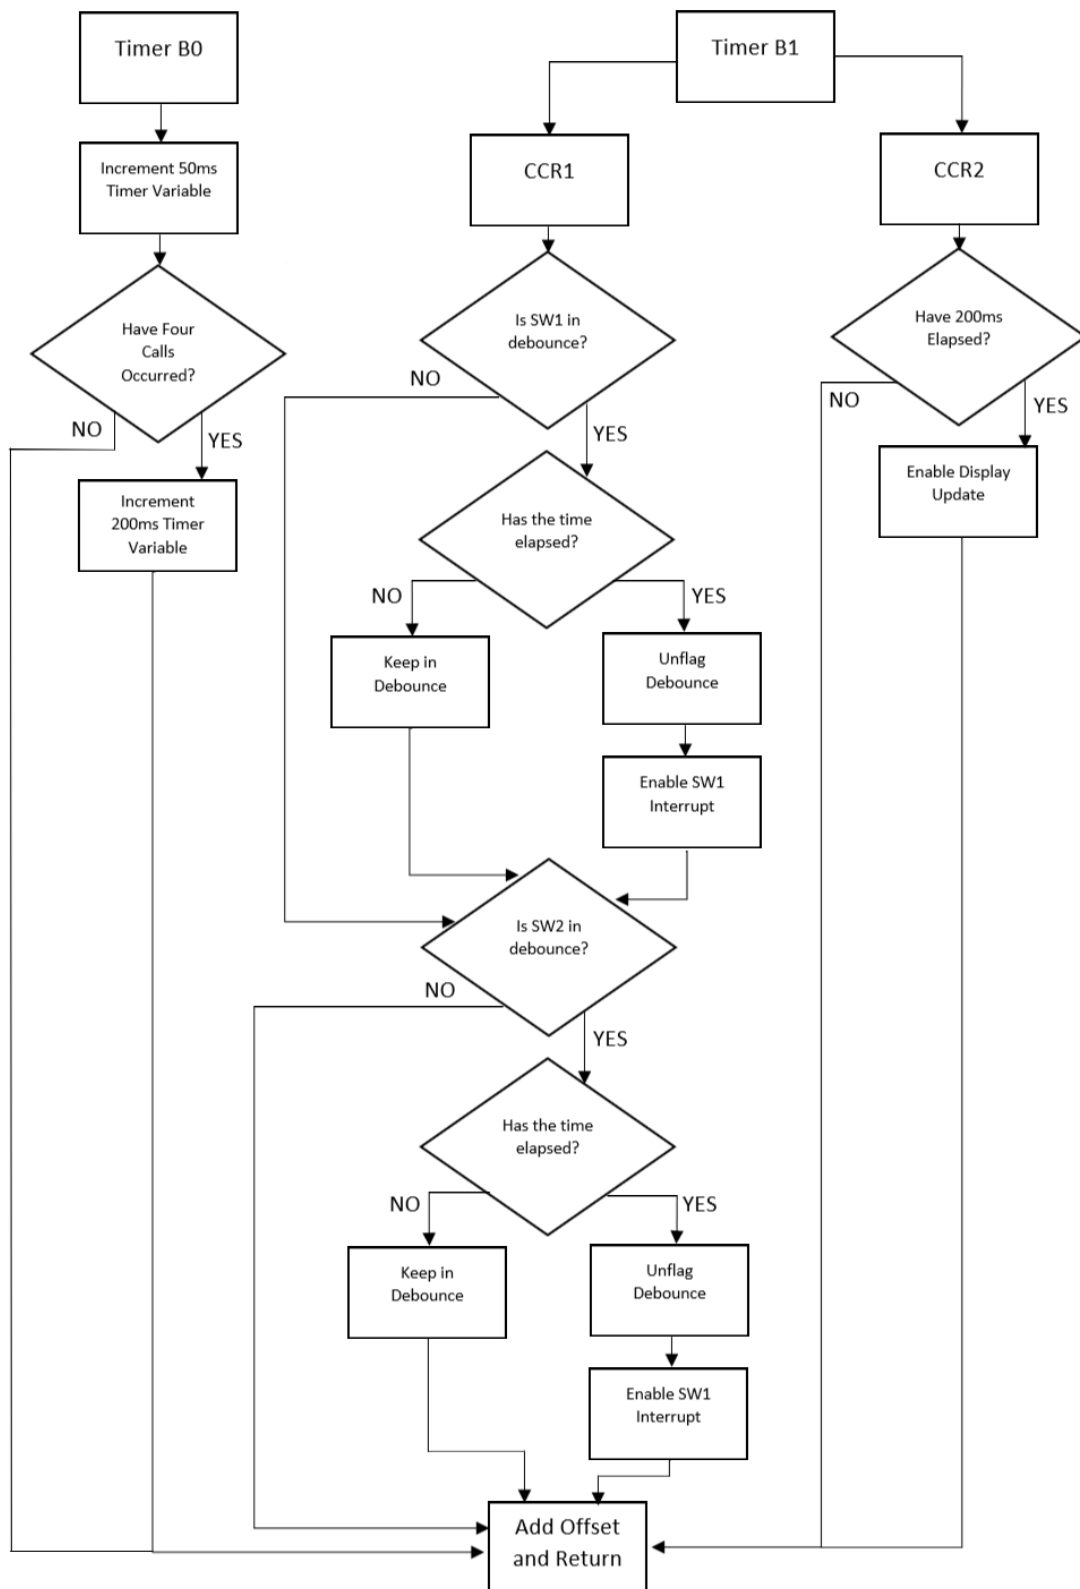 Timer B0
Increment 50ms
Timer Variable
Have Four
Calls
Occurred?
NO
YES
Increment
200ms Timer
Variable
Timer B1
CCR1
Is SW1 in
debounce?
NO
YES
Has the time
elapsed?
NO
YES
Keep in
Debounce
Unflag
Debounce
Enable SW1
Interrupt
Is SW2 in
debounce?
NO
YES
Has the time
elapsed?
NO
YES
Keep in
Debounce
Unflag
Debounce
Enable SW1
Interrupt
CCR2
Have 200ms
Elapsed?
NO
YES
Enable Display
Update
Add Offset
and Return